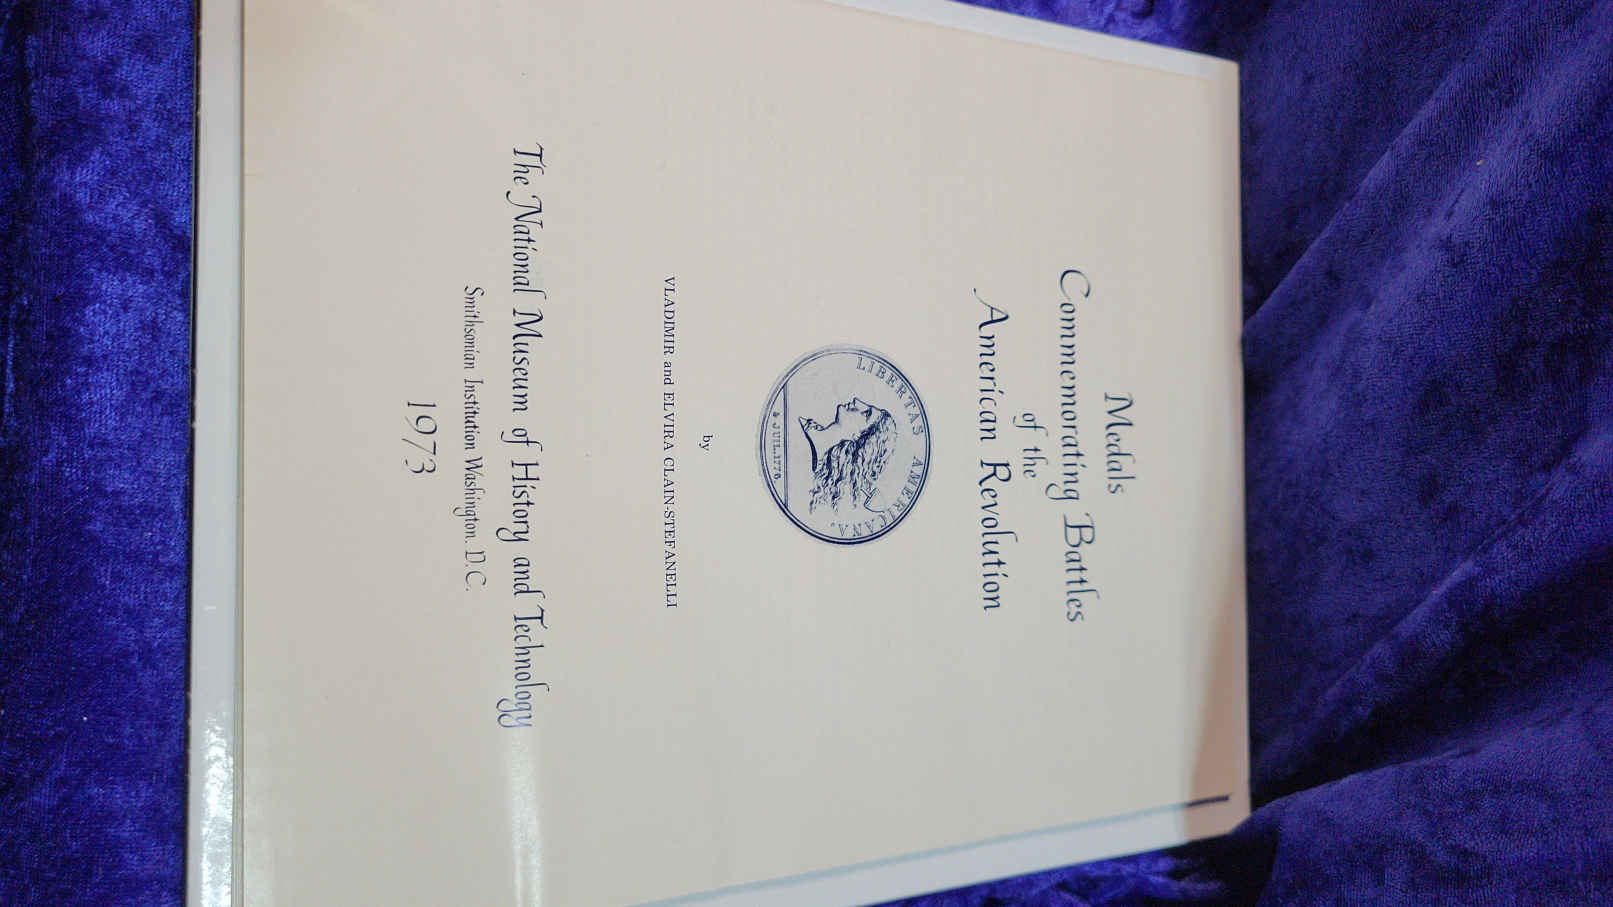 Medals
Commemorating Battles
of the
American Revolution
LIBERTAS AMERICANA.
4 JUIL. 1776.
by
VLADIMIR and ELVIRA CLAIN-STEFANELLI
The National Museum of History and Technology
Smithsonian Institution Washington, D.C.
1973